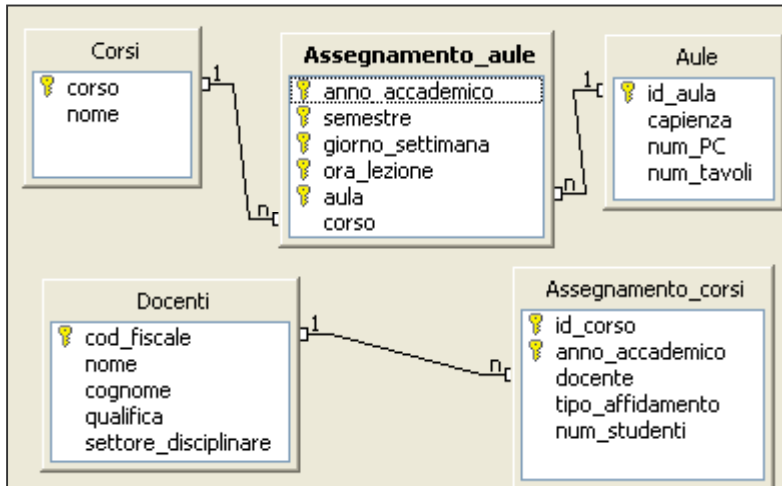 Corsi
corso
nome
1
n
Assegnamento_aule
anno_accademico
semestre
giorno_settimana
ora_lezione
aula
corso
1
n
Aule
id_aula
capienza
num_PC
num_tavoli
Docenti
cod_fiscale
nome
cognome
qualifica
settore_disciplinare
1
n
Assegnamento_corsi
id_corso
anno_accademico
docente
tipo_affidamento
num_studenti